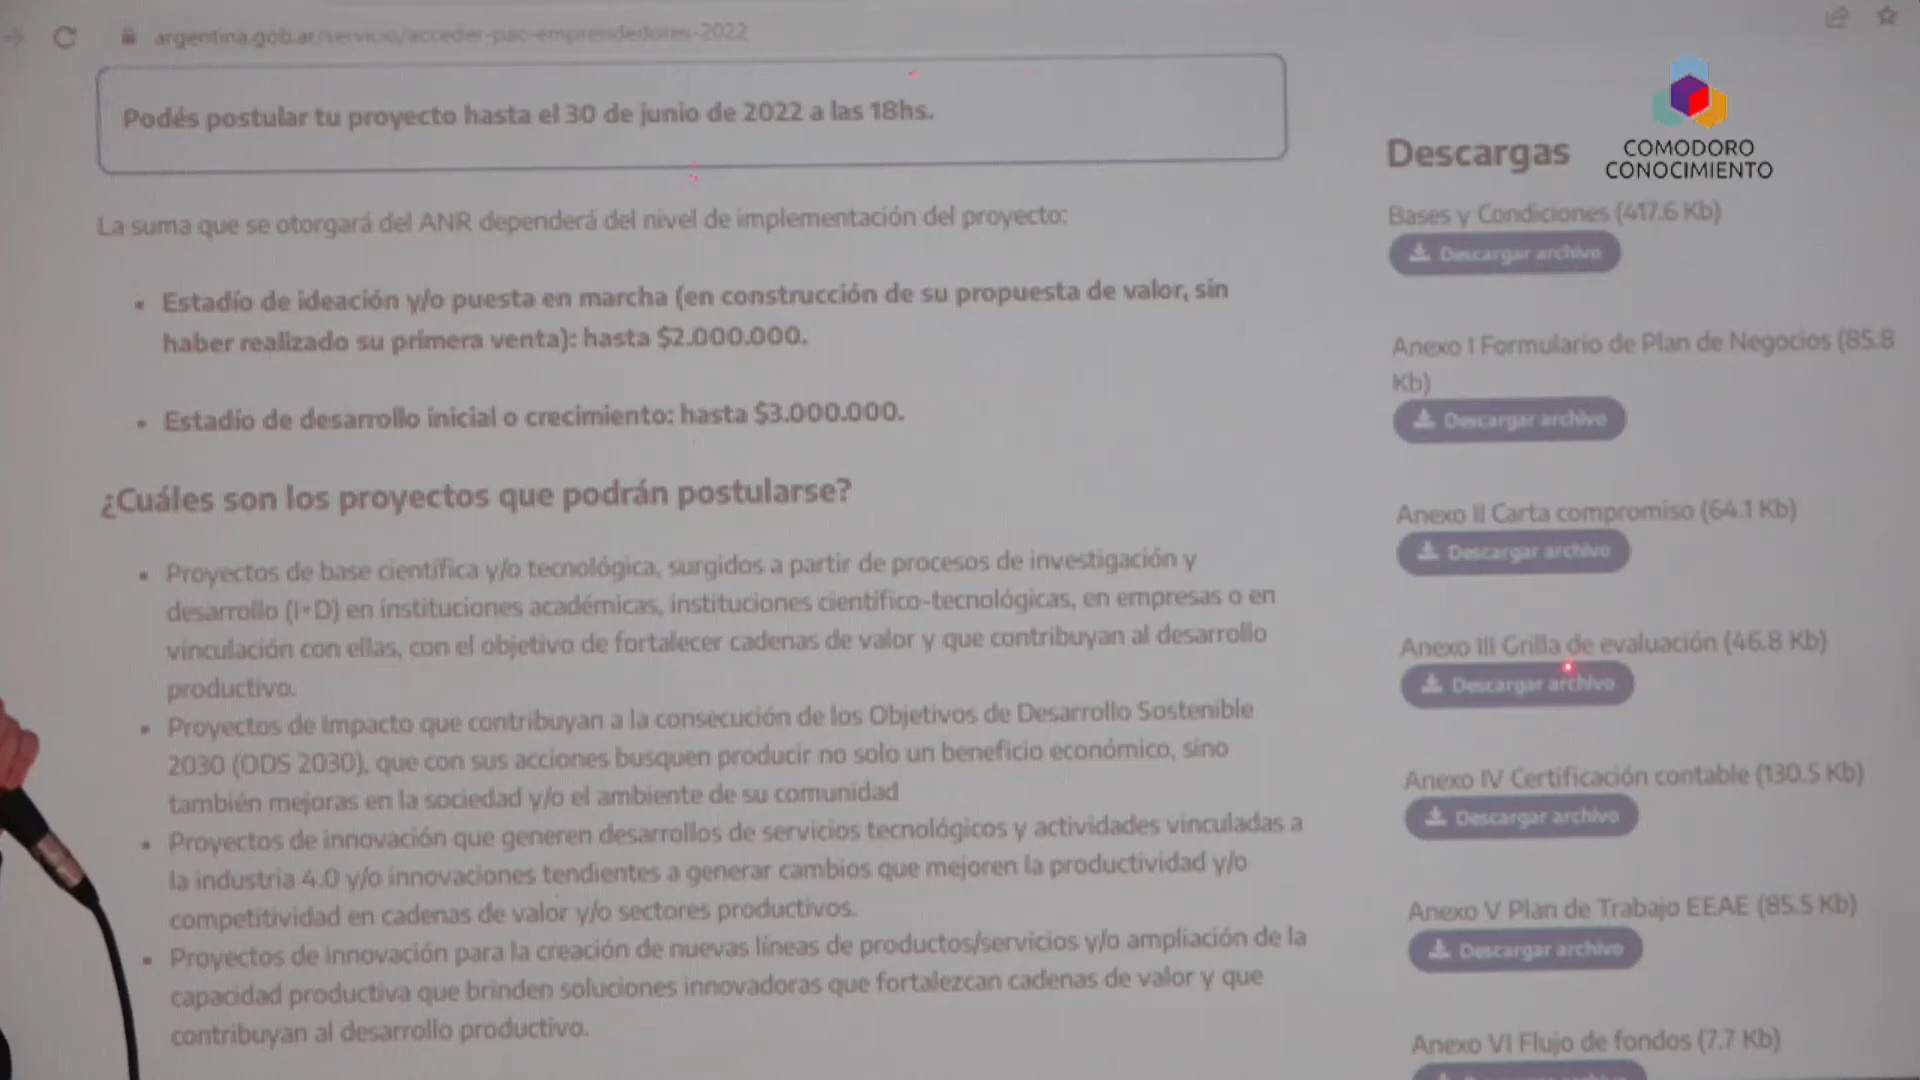 argentina.gob.ar/servicio/acceder-pac-emprendedores-2022
Podés postular tu proyecto hasta el 30 de junio de 2022 a las 18hs.
La suma que se otorgará del ANR dependerá del nivel de implementación del proyecto:
• Estadío de ideación y/o puesta en marcha (en construcción de su propuesta de valor, sin
haber realizado su primera venta): hasta $2.000.000.
• Estadío de desarrollo inicial o crecimiento: hasta $3.000.000.
¿Cuáles son los proyectos que podrán postularse?
• Proyectos de base científica y/o tecnológica, surgidos a partir de procesos de investigación y
desarrollo (I+D) en instituciones académicas, instituciones científico-tecnológicas, en empresas o en
vinculación con ellas, con el objetivo de fortalecer cadenas de valor y que contribuyan al desarrollo
productivo.
• Proyectos de Impacto que contribuyan a la consecución de los Objetivos de Desarrollo Sostenible
2030 (ODS 2030), que con sus acciones busquen producir no solo un beneficio económico, sino
también mejoras en la sociedad y/o el ambiente de su comunidad
• Proyectos de innovación que generen desarrollos de servicios tecnológicos y actividades vinculadas a
la industria 4.0 y/o innovaciones tendientes a generar cambios que mejoren la productividad y/o
competitividad en cadenas de valor y/o sectores productivos.
• Proyectos de innovación para la creación de nuevas líneas de productos/servicios y/o ampliación de la
capacidad productiva que brinden soluciones innovadoras que fortalezcan cadenas de valor y que
contribuyan al desarrollo productivo.
Descargas
COMODORO
CONOCIMIENTO
Bases y Condiciones (417.6 Kb)
Descargar archivo
Anexo I Formulario de Plan de Negocios (85.8
Kb)
Descargar archivo
Anexo II Carta compromiso (64.1 Kb)
Descargar archivo
Anexo III Grilla de evaluación (46.8 Kb)
Descargar archivo
Anexo IV Certificación contable (130.5 Kb)
Descargar archivo
Anexo V Plan de Trabajo EEAE (85.5 Kb)
Descargar archivo
Anexo VI Flujo de fondos (7.7 Kb)